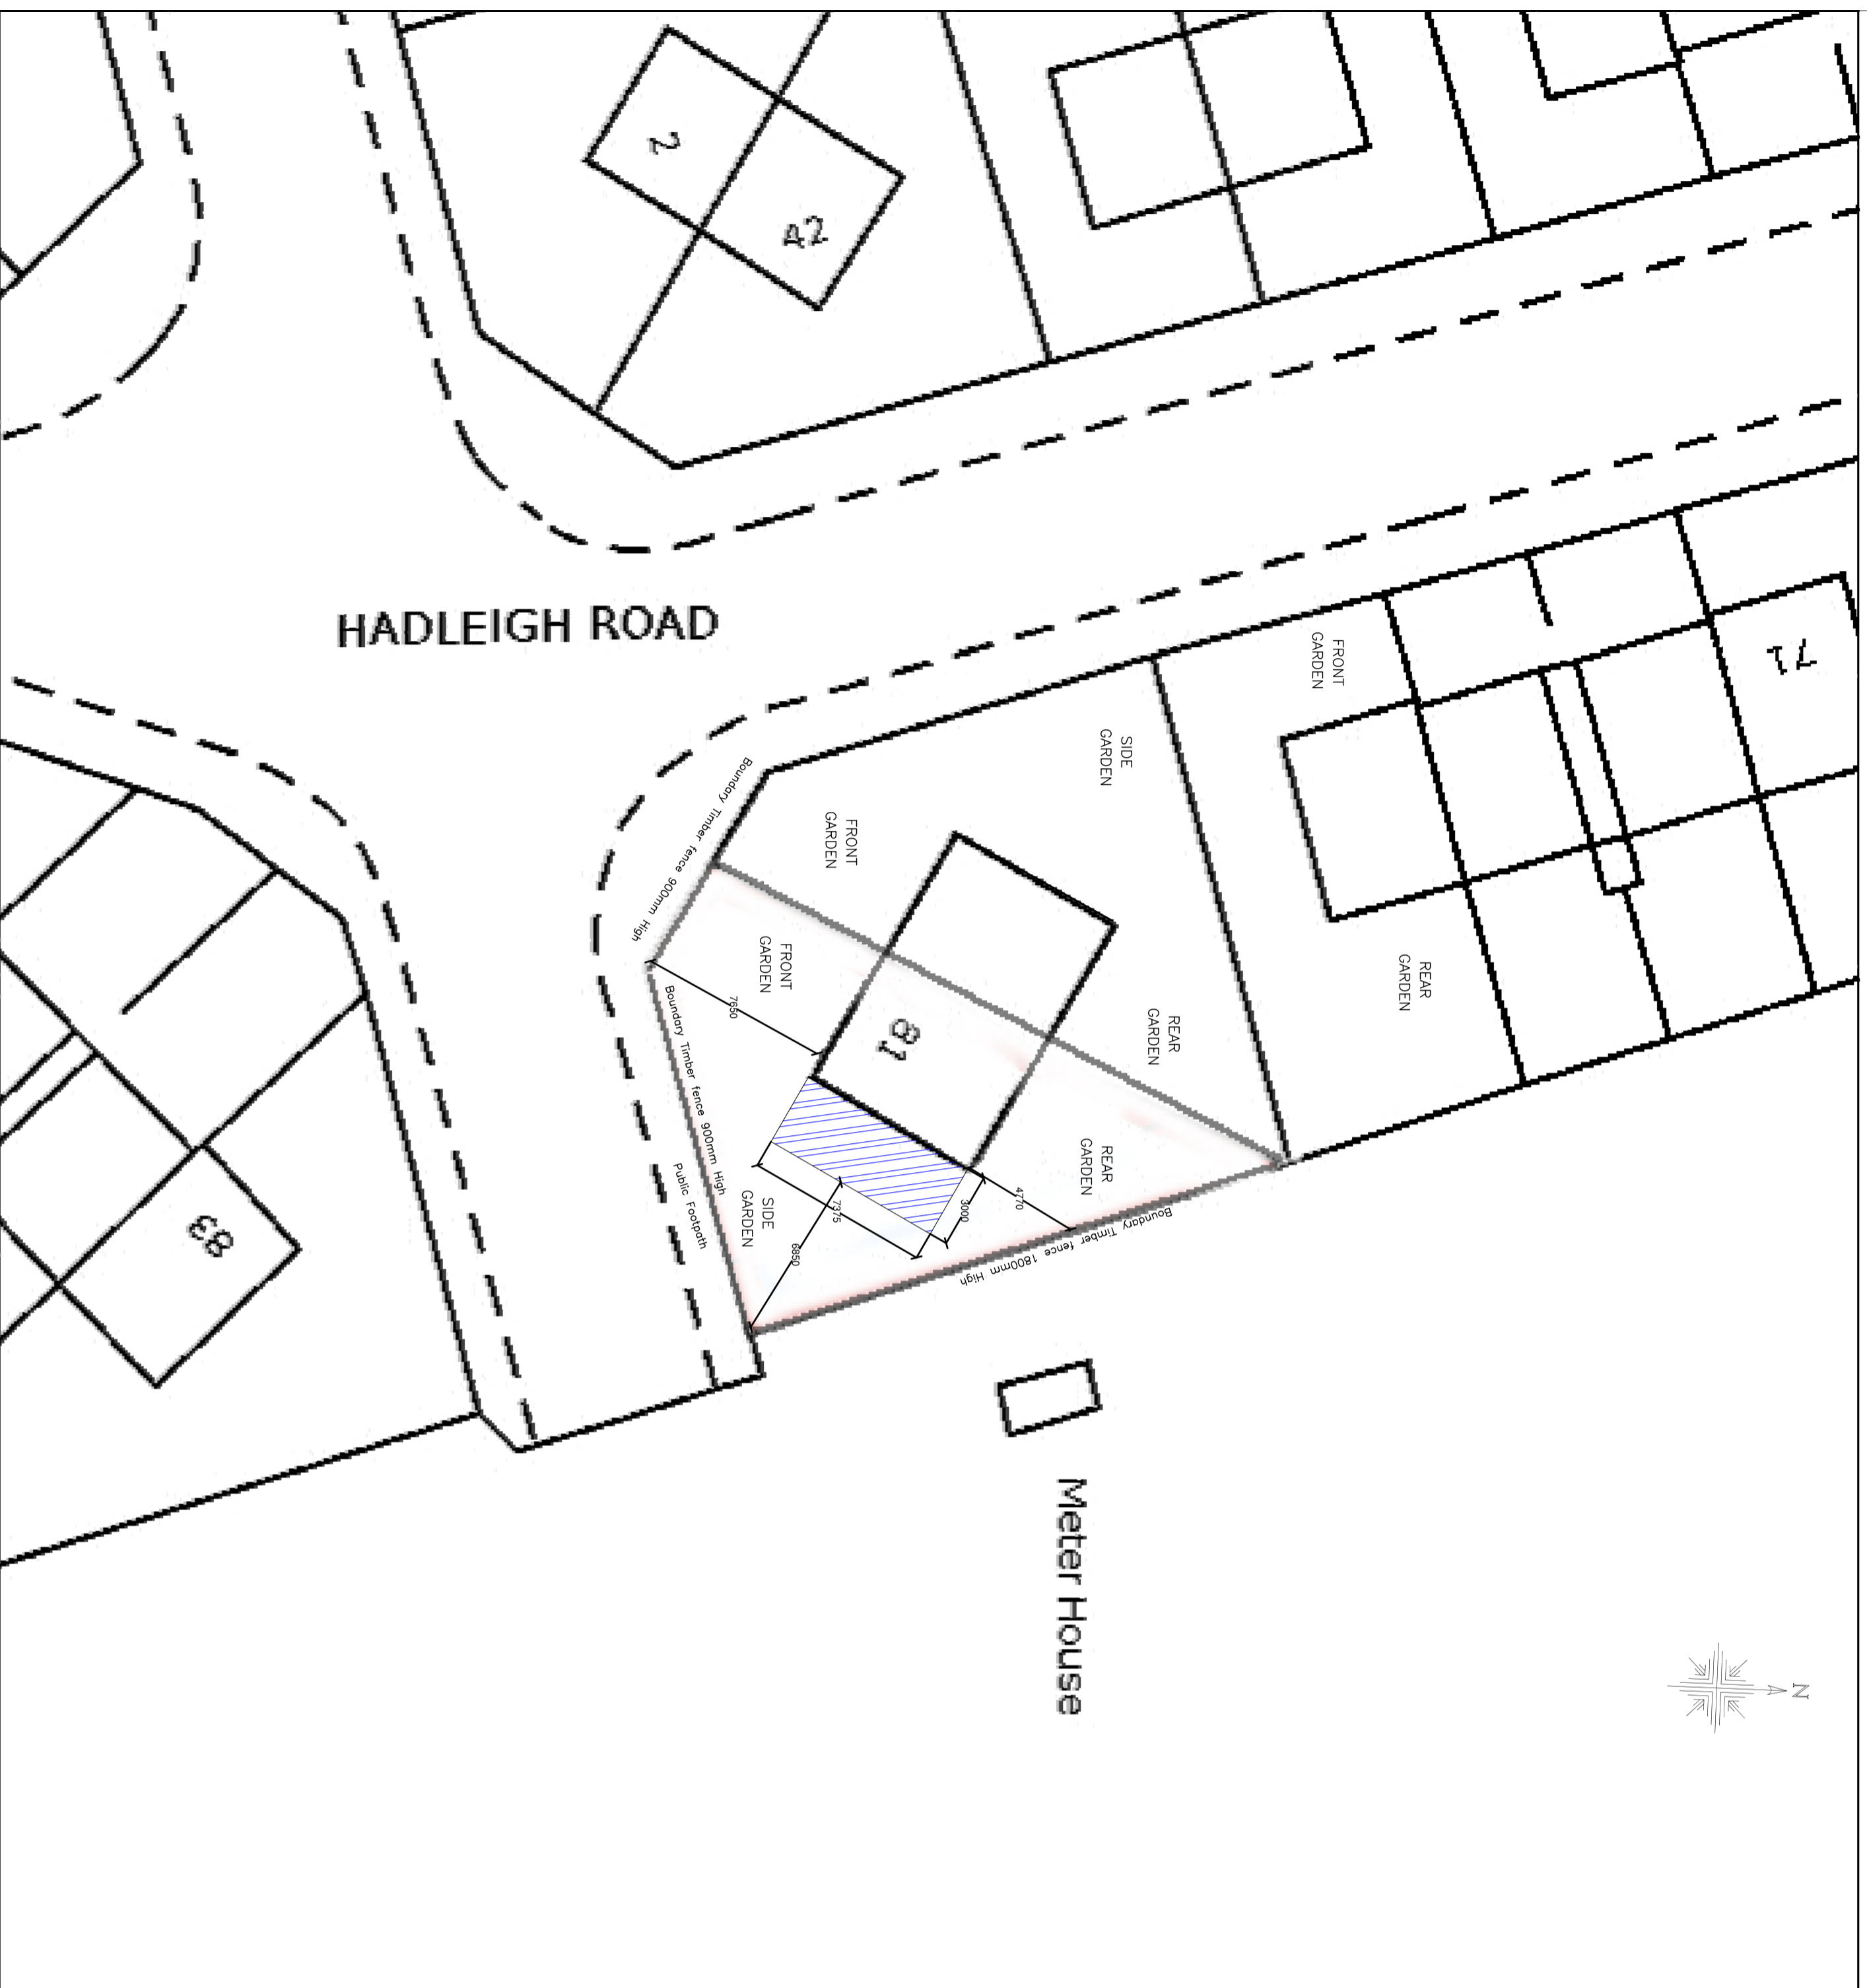 2
42
HADLEIGH ROAD
71
FRONT
GARDEN
SIDE
GARDEN
FRONT
GARDEN
Boundary Timber fence 900mm High
FRONT
GARDEN
REAR
GARDEN
7650
81
REAR
GARDEN
Boundary Timber fence 900mm High
Public Footpath
REAR
GARDEN
4770
3000
7375
6850
SIDE
GARDEN
Boundary Timber fence 1800mm High
83
Meter House
N